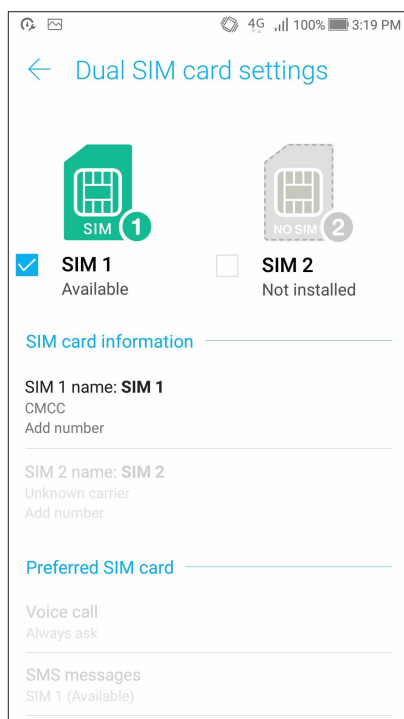 4G 100% 3:19 PM
Dual SIM card settings
SIM 1
NO SIM 2
SIM 1
Available
SIM 2
Not installed
SIM card information
SIM 1 name: SIM 1
CMCC
Add number
SIM 2 name: SIM 2
Unknown carrier
Add number
Preferred SIM card
Voice call
Always ask
SMS messages
SIM 1 (Available)